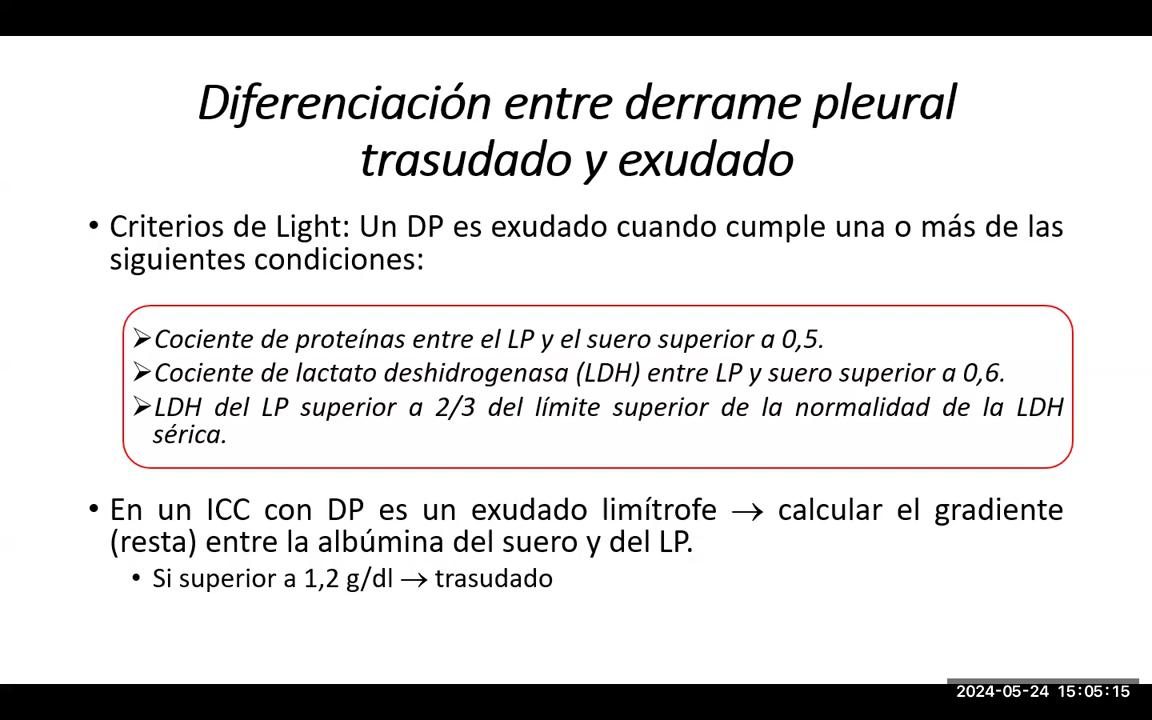 Diferenciación entre derrame pleural
trasudado y exudado
• Criterios de Light: Un DP es exudado cuando cumple una o más de las
siguientes condiciones:
➢Cociente de proteínas entre el LP y el suero superior a 0,5.
➢Cociente de lactato deshidrogenasa (LDH) entre LP y suero superior a 0,6.
➢LDH del LP superior a 2/3 del límite superior de la normalidad de la LDH
sérica.
• En un ICC con DP es un exudado limítrofe → calcular el gradiente
(resta) entre la albúmina del suero y del LP.
• Si superior a 1,2 g/dl → trasudado
2024-05-24 15:05:15